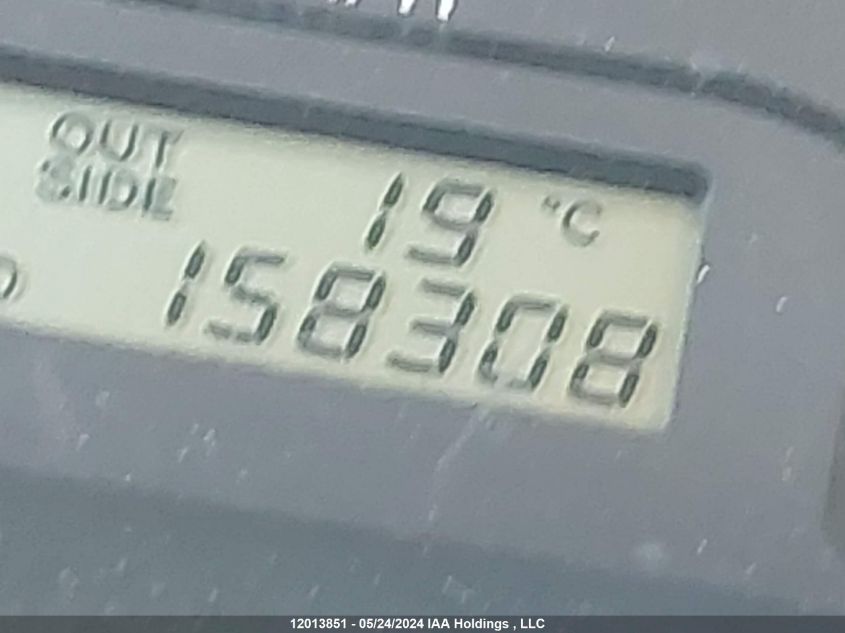 OUT
SIDE
19 °C
158308
12013851 - 05/24/2024 IAA Holdings , LLC